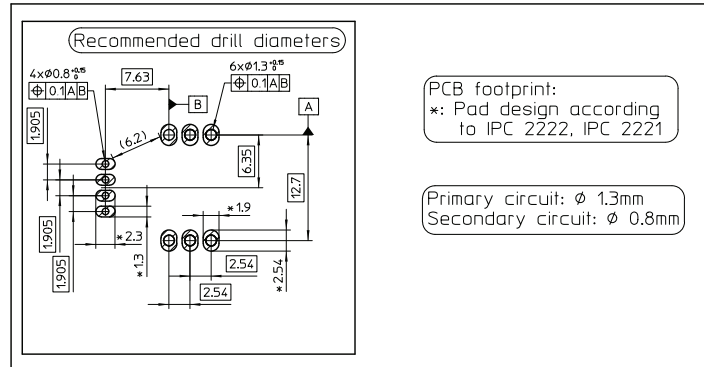 Recommended drill diameters
4xØ0.8 +0.15 0
⌖ 0.1 A B
7.63
6xØ1.3 +0.15 0
⌖ 0.1 A B
B
A
1.905
(6.2)
6.35
12.7
1.905
1.905
*2.3
*1.3
*1.9
2.54
2.54
*2.54
PCB footprint:
*: Pad design according
to IPC 2222, IPC 2221
Primary circuit: Ø 1.3mm
Secondary circuit: Ø 0.8mm